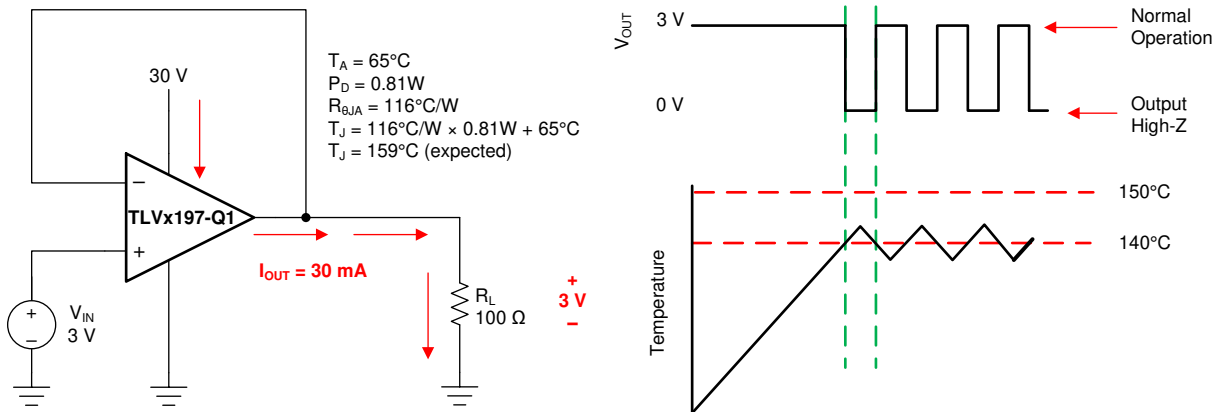 30 V
T_A = 65°C
P_D = 0.81W
R_θJA = 116°C/W
T_J = 116°C/W × 0.81W + 65°C
T_J = 159°C (expected)
−
TLVx197-Q1
+
I_OUT = 30 mA
+
−
V_IN
3 V
R_L
100 Ω
+
3 V
−
V_OUT
3 V
0 V
Normal
Operation
Output
High-Z
Temperature
150°C
140°C